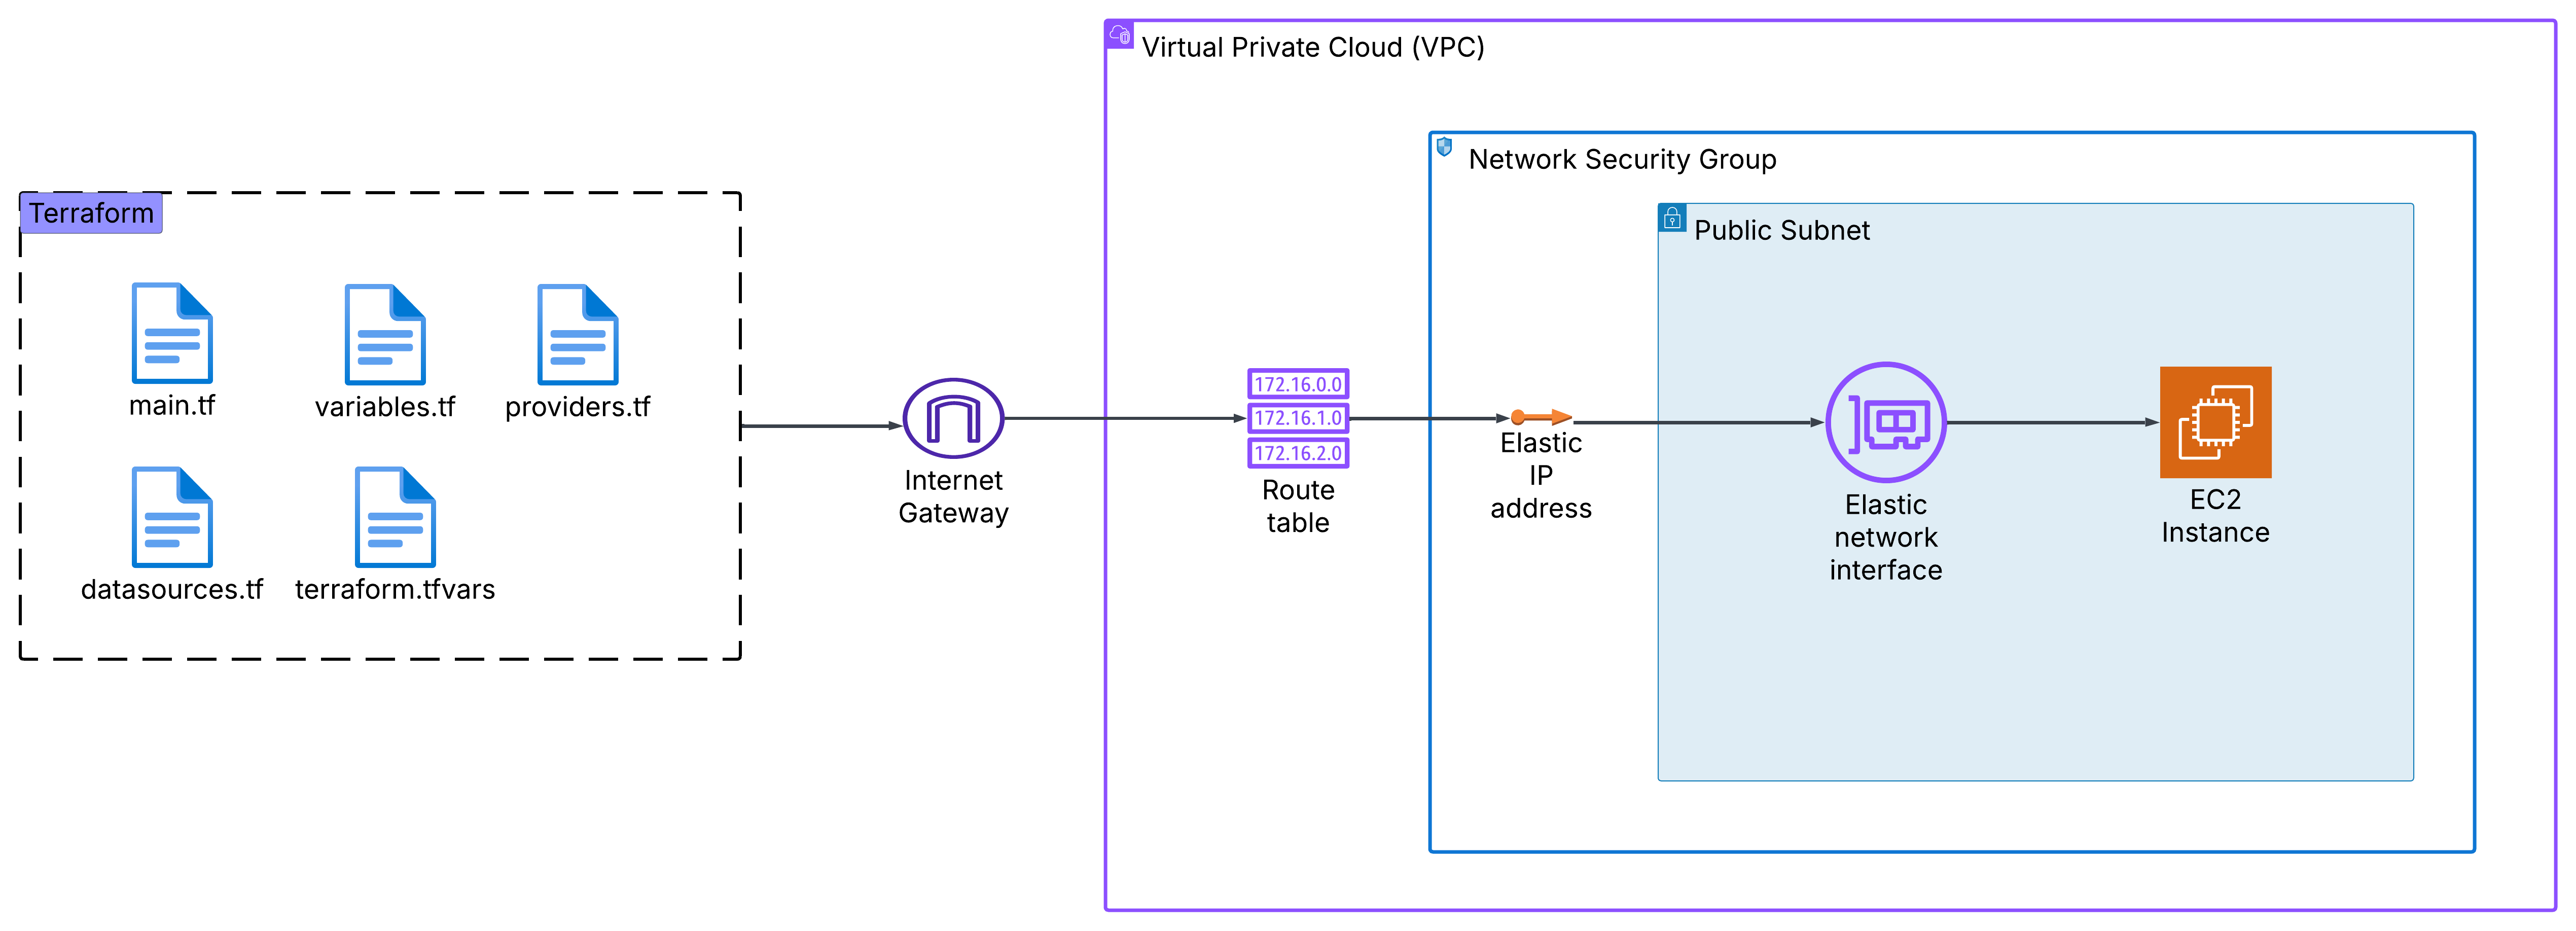 Virtual Private Cloud (VPC)
Network Security Group
Terraform
Public Subnet
main.tf
variables.tf
providers.tf
datasources.tf
terraform.tfvars
Internet
Gateway
172.16.0.0
172.16.1.0
172.16.2.0
Route
table
Elastic
IP
address
Elastic
network
interface
EC2
Instance